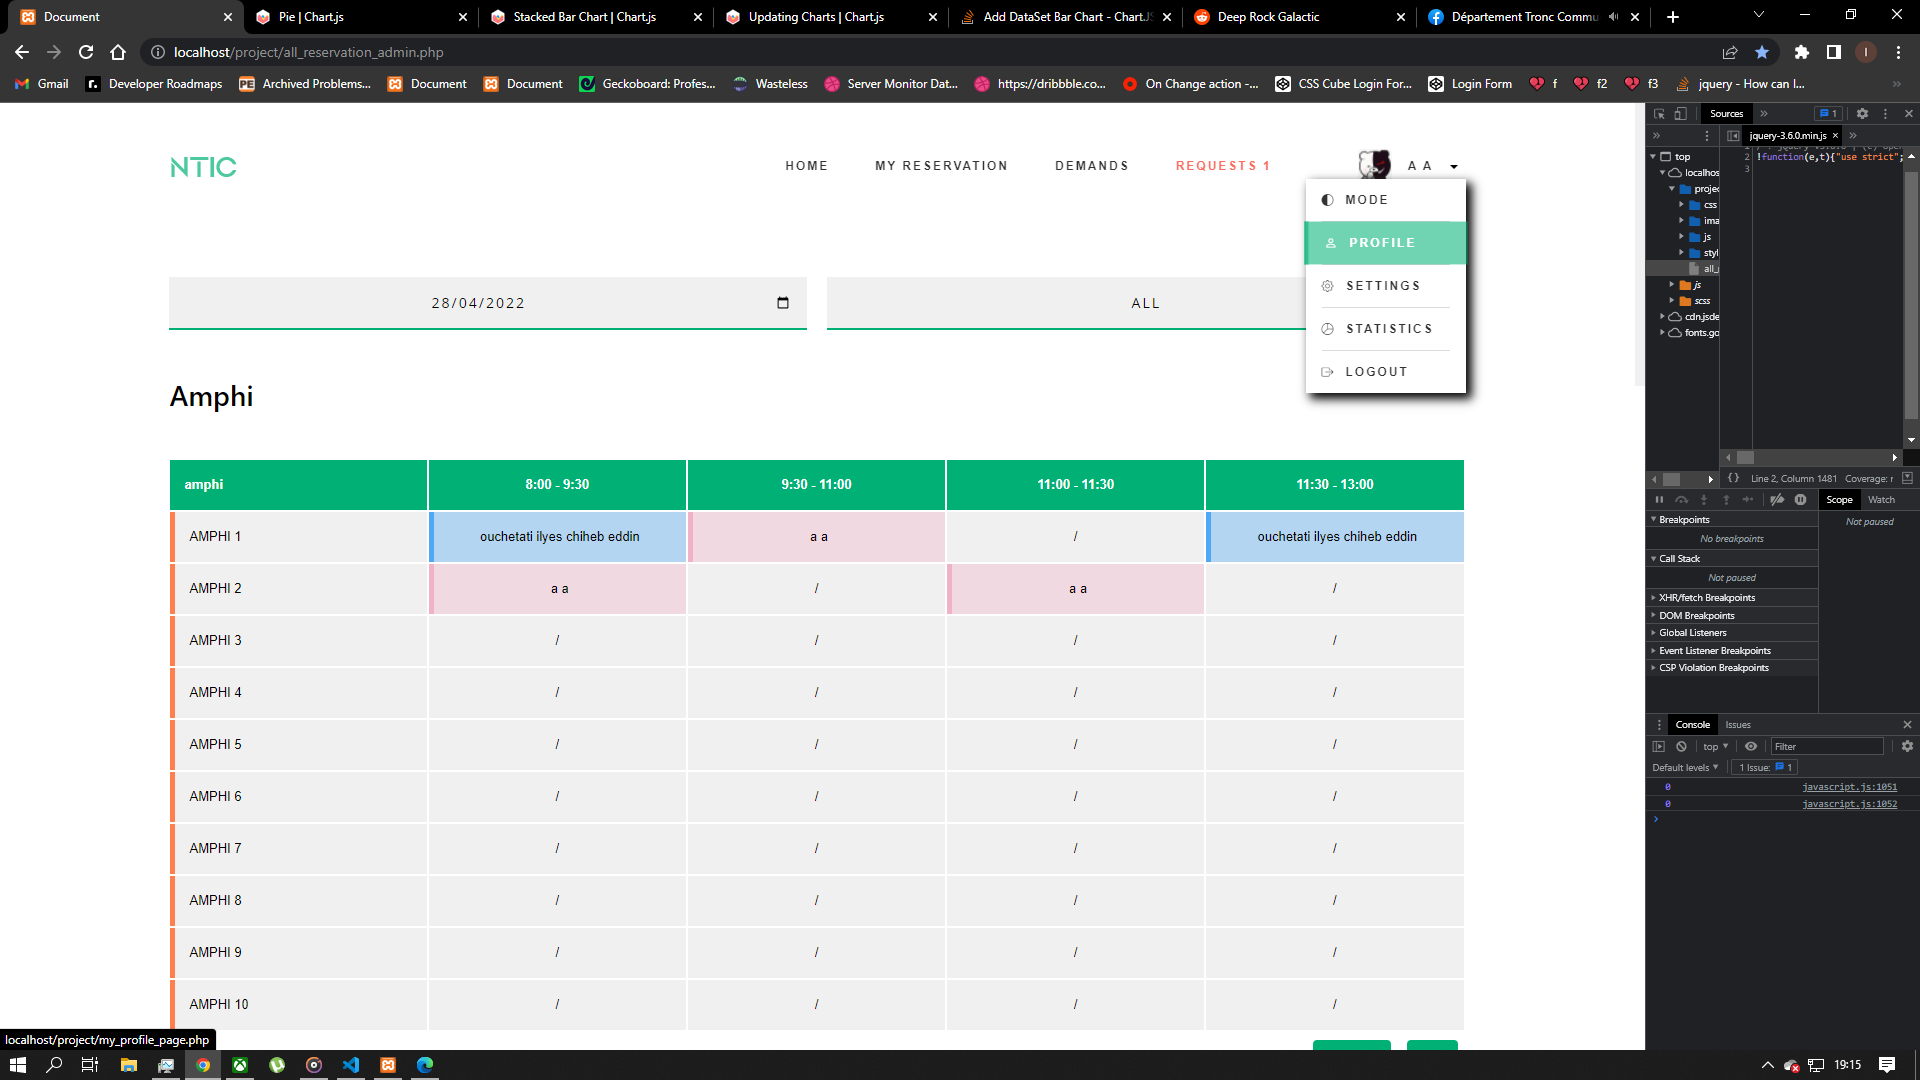 Document
Pie | Chart.js
Stacked Bar Chart | Chart.js
Updating Charts | Chart.js
Add DataSet Bar Chart - Chart.JS
Deep Rock Galactic
Département Tronc Commu
localhost/project/all_reservation_admin.php
I
Gmail
Developer Roadmaps
Archived Problems...
Document
Document
Geckoboard: Profes...
Wasteless
Server Monitor Dat...
https://dribbble.co...
On Change action -...
CSS Cube Login For...
Login Form
f
f2
f3
jquery - How can I...
NTIC
HOME
MY RESERVATION
DEMANDS
REQUESTS 1
A A
MODE
PROFILE
SETTINGS
STATISTICS
LOGOUT
28/04/2022
ALL
Amphi
amphi 8:00 - 9:30 9:30 - 11:00 11:00 - 11:30 11:30 - 13:00
AMPHI 1 ouchetati ilyes chiheb eddin a a / ouchetati ilyes chiheb eddin
AMPHI 2 a a / a a /
AMPHI 3 / / / /
AMPHI 4 / / / /
AMPHI 5 / / / /
AMPHI 6 / / / /
AMPHI 7 / / / /
AMPHI 8 / / / /
AMPHI 9 / / / /
AMPHI 10 / / / /
localhost/project/my_profile_page.php
Sources
1
jquery-3.6.0.min.js
top
localhos
projec
css
ima
js
styl
all_
js
scss
cdn.jsde
fonts.go
2 !function(e,t){"use strict";
3
{} Line 2, Column 1481 Coverage: r
Scope
Watch
Not paused
Breakpoints
No breakpoints
Call Stack
Not paused
XHR/fetch Breakpoints
DOM Breakpoints
Global Listeners
Event Listener Breakpoints
CSP Violation Breakpoints
Console
Issues
top
Filter
Default levels
1 Issue: 1
0 javascript.js:1051
0 javascript.js:1052
19:15